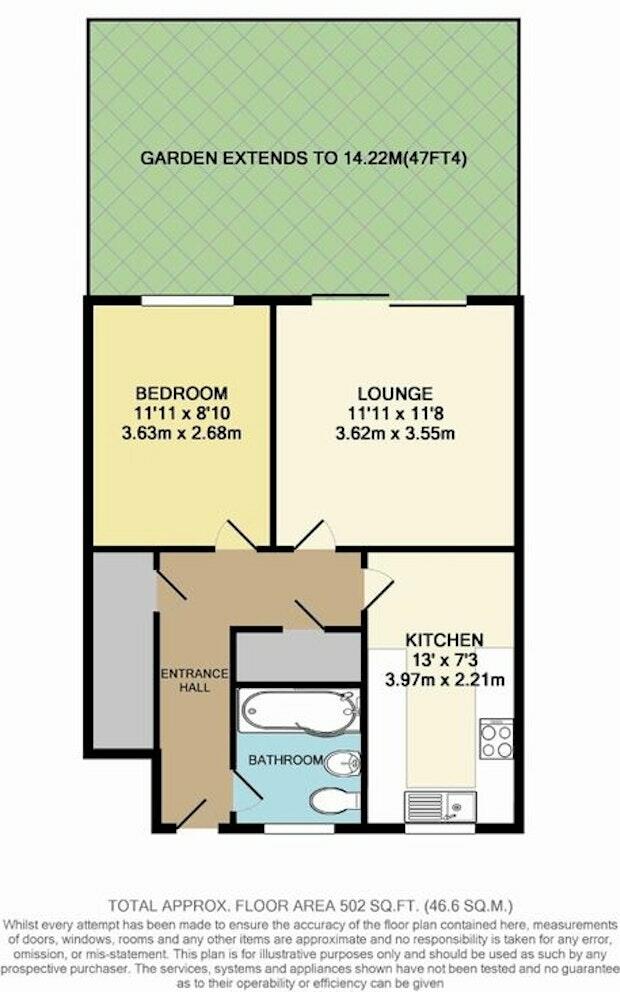 GARDEN EXTENDS TO 14.22M(47FT4)
BEDROOM
11'11 x 8'10
3.63m x 2.68m
LOUNGE
11'11 x 11'8
3.62m x 3.55m
KITCHEN
13' x 7'3
3.97m x 2.21m
ENTRANCE
HALL
BATHROOM
TOTAL APPROX. FLOOR AREA 502 SQ.FT. (46.6 SQ.M.)
Whilst every attempt has been made to ensure the accuracy of the floor plan contained here, measurements
of doors, windows, rooms and any other items are approximate and no responsibility is taken for any error,
omission, or mis-statement. This plan is for illustrative purposes only and should be used as such by any
prospective purchaser. The services, systems and appliances shown have not been tested and no guarantee
as to their operability or efficiency can be given